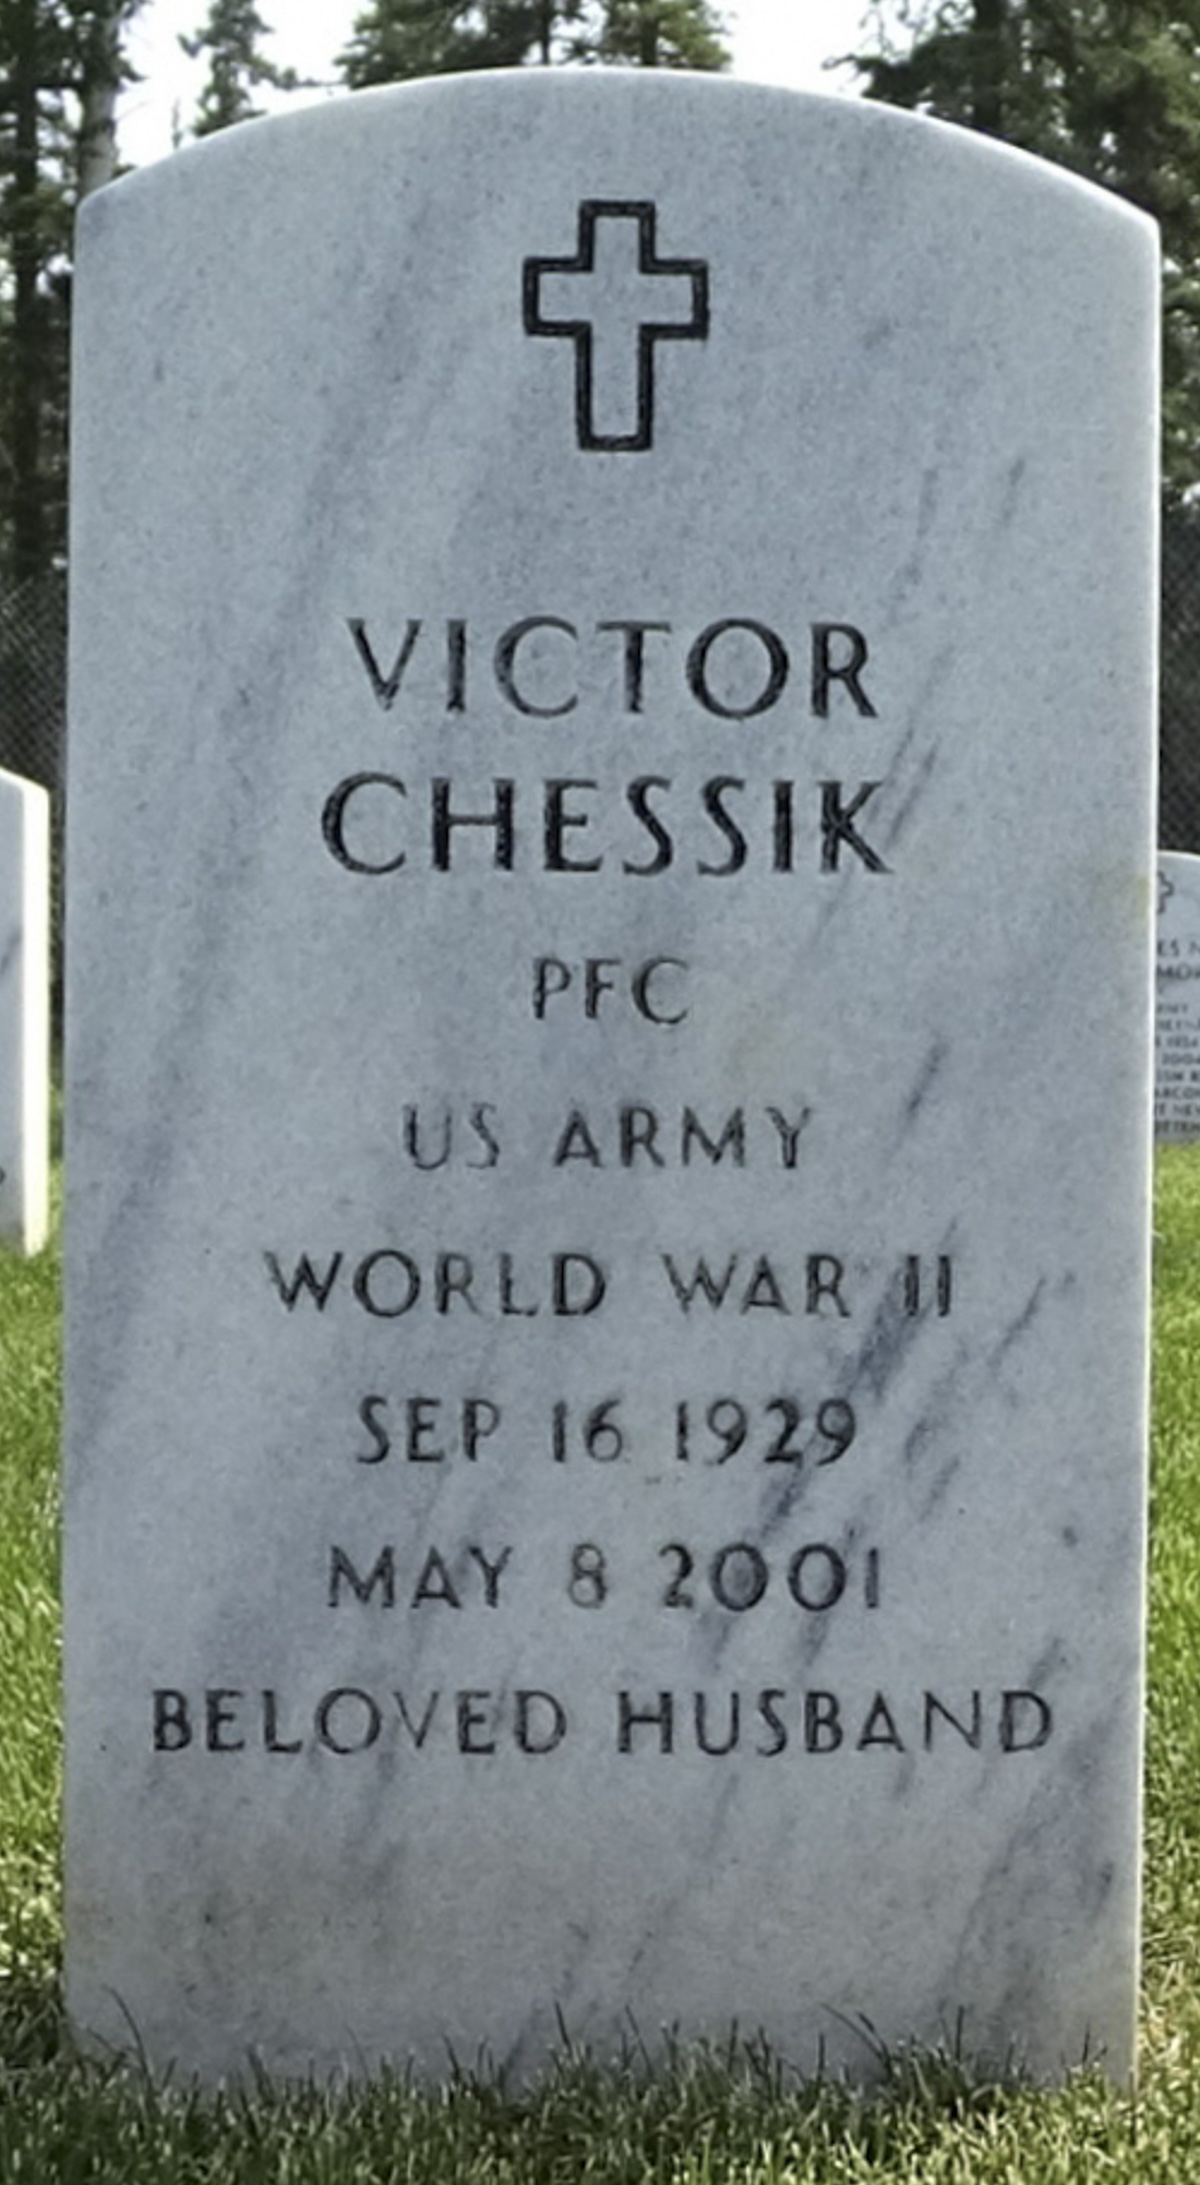 VICTOR
CHESSIK
PFC
US ARMY
WORLD WAR II
SEP 16 1929
MAY 8 2001
BELOVED HUSBAND